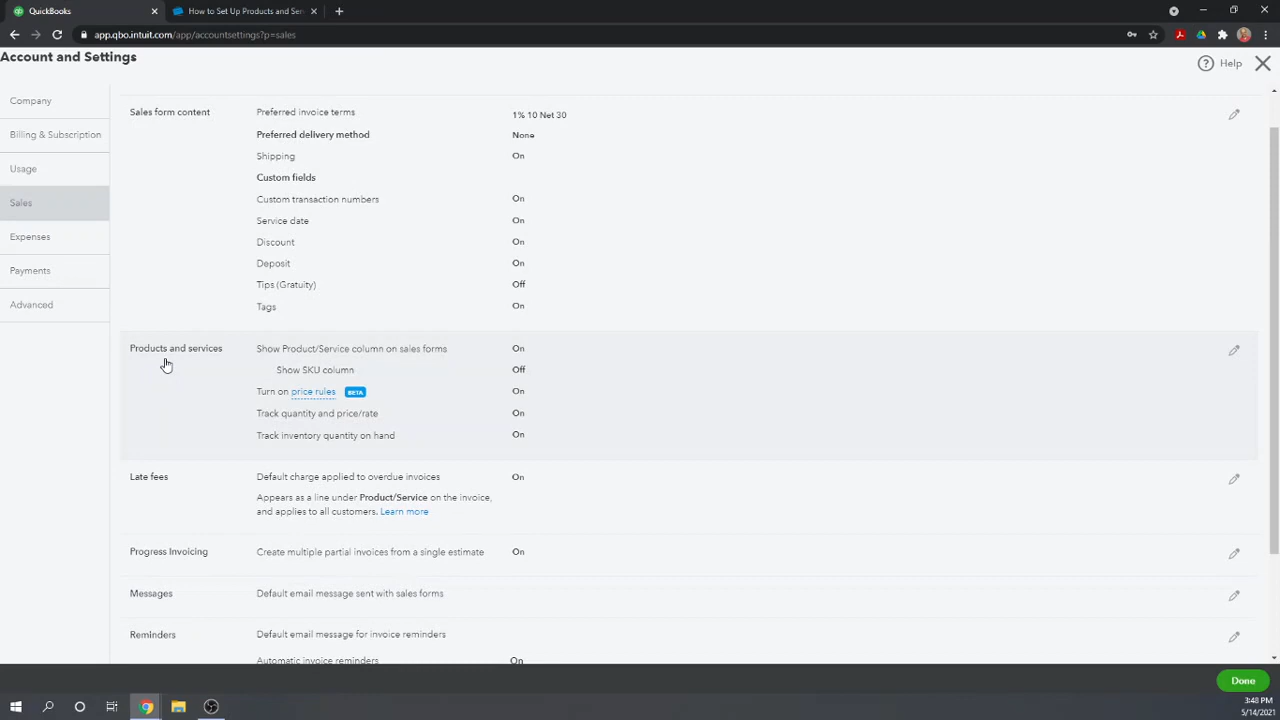 QuickBooks
How to Set Up Products and Ser
app.qbo.intuit.com/app/accountsettings?p=sales
Account and Settings
Help
Company
Billing & Subscription
Usage
Sales
Expenses
Payments
Advanced
Sales form content
Preferred invoice terms 1% 10 Net 30
Preferred delivery method None
Shipping On
Custom fields
Custom transaction numbers On
Service date On
Discount On
Deposit On
Tips (Gratuity) Off
Tags On
Products and services
Show Product/Service column on sales forms On
Show SKU column Off
Turn on price rules BETA On
Track quantity and price/rate On
Track inventory quantity on hand On
Late fees
Default charge applied to overdue invoices On
Appears as a line under Product/Service on the invoice,
and applies to all customers. Learn more
Progress Invoicing
Create multiple partial invoices from a single estimate On
Messages
Default email message sent with sales forms
Reminders
Default email message for invoice reminders
Automatic invoice reminders On
Done
3:48 PM
5/14/2021